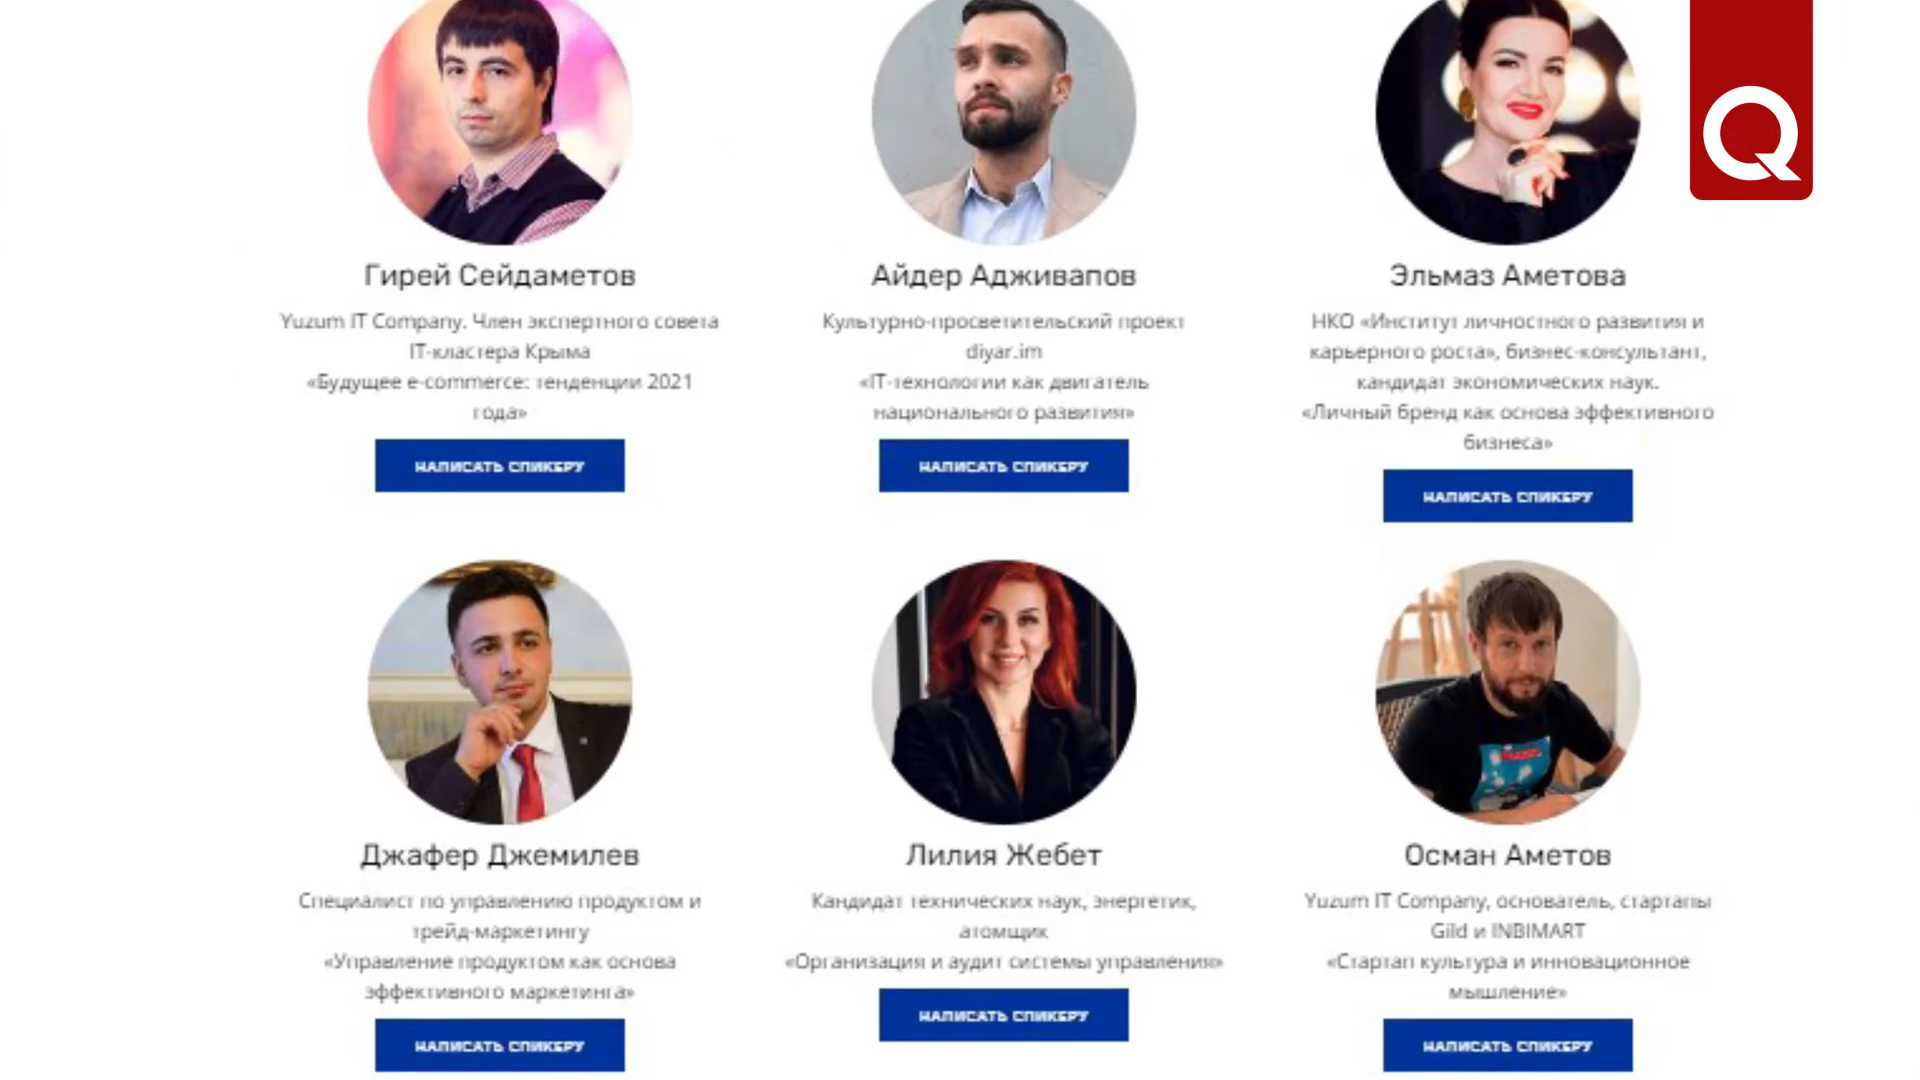 Q
Гирей Сейдаметов
Yuzum IT Company. Член экспертного совета
IT-кластера Крыма
«Будущее e-commerce: тенденции 2021
года»
НАПИСАТЬ СПИКЕРУ
Айдер Адживапов
Культурно-просветительский проект
diyar.im
«IT-технологии как двигатель
национального развития»
НАПИСАТЬ СПИКЕРУ
Эльмаз Аметова
НКО «Институт личностного развития и
карьерного роста», бизнес-консультант,
кандидат экономических наук.
«Личный бренд как основа эффективного
бизнеса»
НАПИСАТЬ СПИКЕРУ
Джафер Джемилев
Специалист по управлению продуктом и
трейд-маркетингу
«Управление продуктом как основа
эффективного маркетинга»
НАПИСАТЬ СПИКЕРУ
Лилия Жебет
Кандидат технических наук, энергетик,
атомщик
«Организация и аудит системы управления»
НАПИСАТЬ СПИКЕРУ
Осман Аметов
Yuzum IT Company, основатель, стартапы
Gild и INBIMART
«Стартап культура и инновационное
мышление»
НАПИСАТЬ СПИКЕРУ